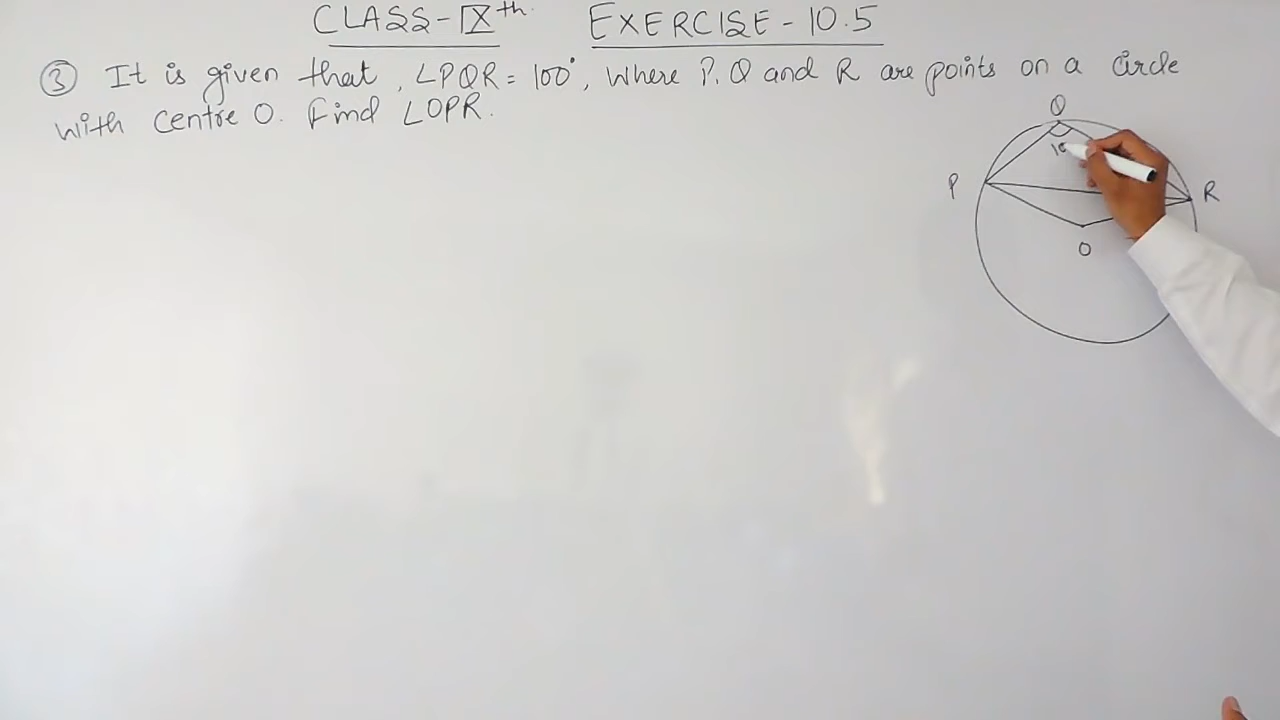 CLASS-IXth. EXERCISE - 10.5
③ It is given that, ∠PQR = 100°, where P, Q and R are points on a circle
with centre O. Find ∠OPR.
Q
10
P
R
O